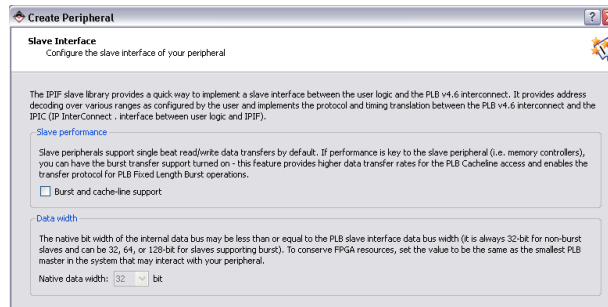 Create Peripheral
?
Slave Interface
Configure the slave interface of your peripheral
The IPIF slave library provides a quick way to implement a slave interface between the user logic and the PLB v4.6 interconnect. It provides address
decoding over various ranges as configured by the user and implements the protocol and timing translation between the PLB v4.6 interconnect and the
IPIC (IP InterConnect . interface between user logic and IPIF).
Slave performance
Slave peripherals support single beat read/write data transfers by default. If performance is key to the slave peripheral (i.e. memory controllers),
you can have the burst transfer support turned on - this feature provides higher data transfer rates for the PLB Cacheline access and enables the
transfer protocol for PLB Fixed Length Burst operations.
Burst and cache-line support
Data width
The native bit width of the internal data bus may be less than or equal to the PLB slave interface data bus width (it is always 32-bit for non-burst
slaves and can be 32, 64, or 128-bit for slaves supporting burst). To conserve FPGA resources, set the value to be the same as the smallest PLB
master in the system that may interact with your peripheral.
Native data width: 32 bit